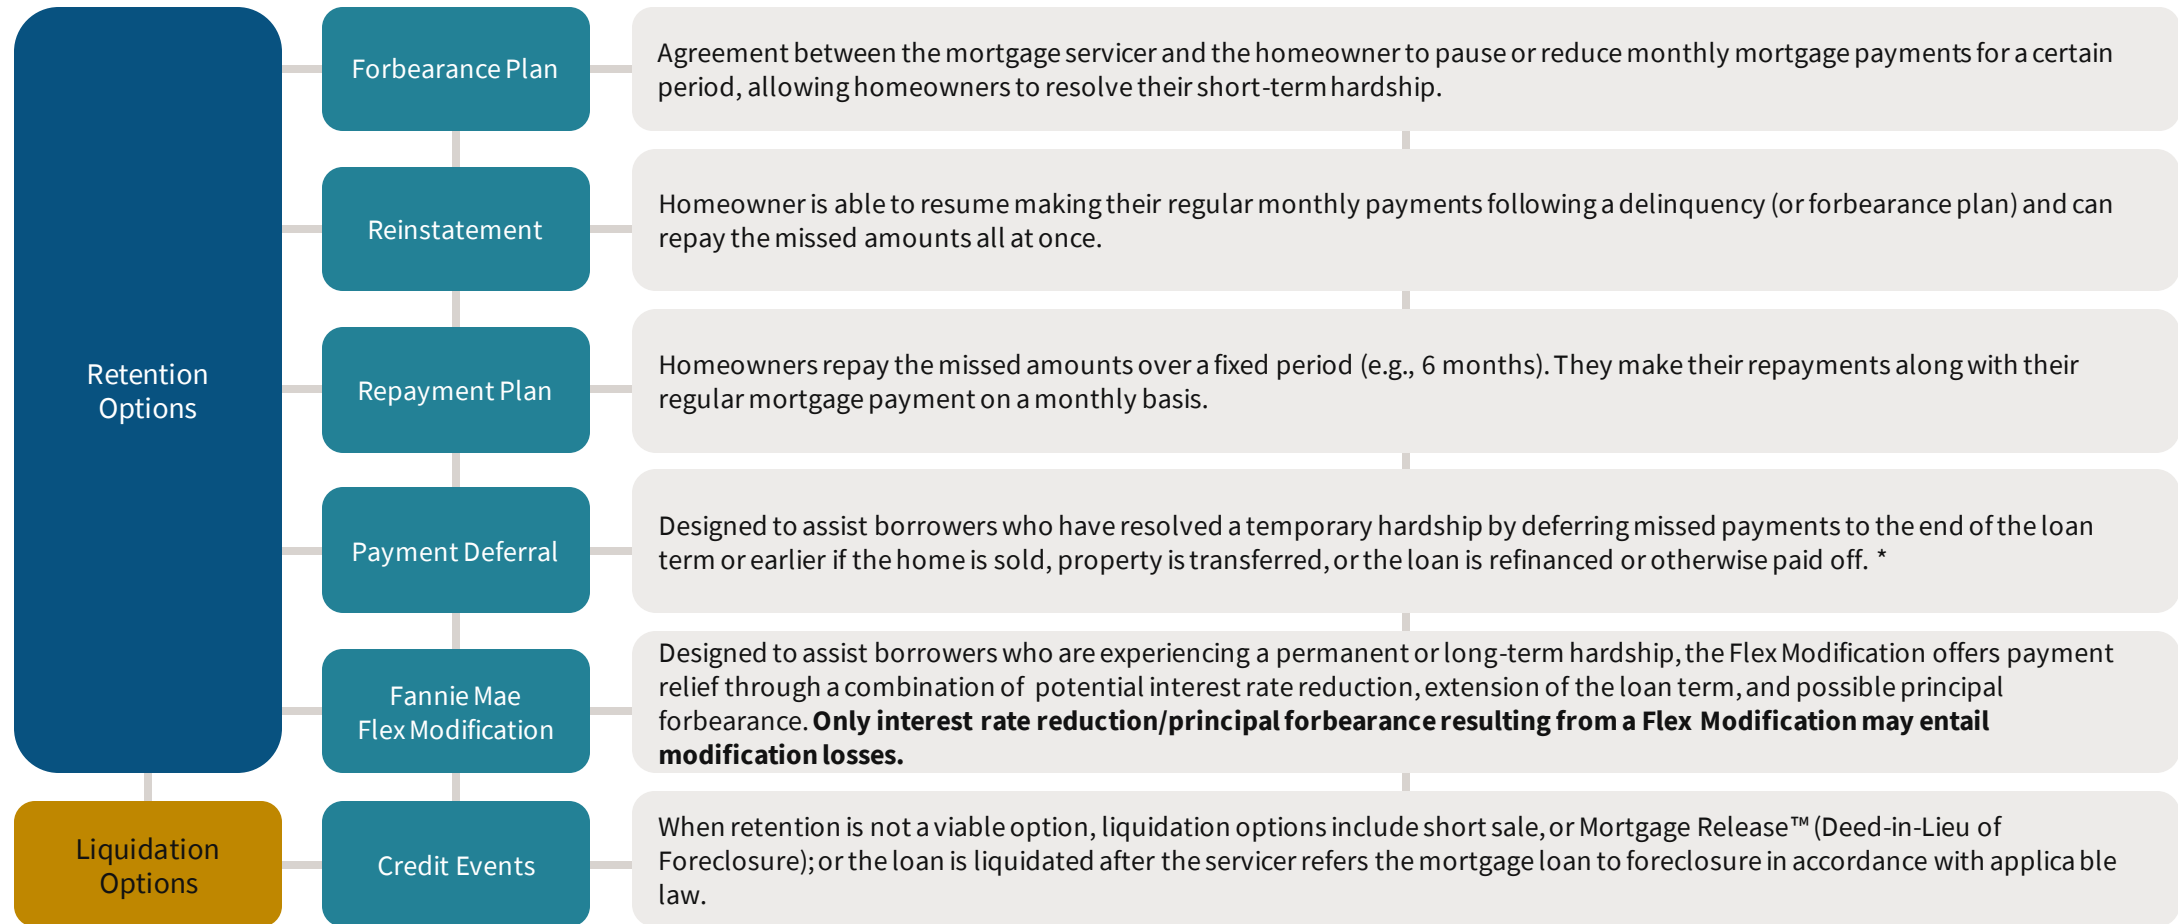 Forbearance Plan
Agreement between the mortgage servicer and the homeowner to pause or reduce monthly mortgage payments for a certain
period, allowing homeowners to resolve their short-term hardship.
Reinstatement
Homeowner is able to resume making their regular monthly payments following a delinquency (or forbearance plan) and can
repay the missed amounts all at once.
Retention
Options
Repayment Plan
Homeowners repay the missed amounts over a fixed period (e.g., 6 months). They make their repayments along with their
regular mortgage payment on a monthly basis.
Payment Deferral
Designed to assist borrowers who have resolved a temporary hardship by deferring missed payments to the end of the loan
term or earlier if the home is sold, property is transferred, or the loan is refinanced or otherwise paid off. *
Fannie Mae
Flex Modification
Designed to assist borrowers who are experiencing a permanent or long-term hardship, the Flex Modification offers payment
relief through a combination of potential interest rate reduction, extension of the loan term, and possible principal
forbearance. Only interest rate reduction/principal forbearance resulting from a Flex Modification may entail
modification losses.
Liquidation
Options
Credit Events
When retention is not a viable option, liquidation options include short sale, or Mortgage Release™ (Deed-in-Lieu of
Foreclosure); or the loan is liquidated after the servicer refers the mortgage loan to foreclosure in accordance with applica ble
law.